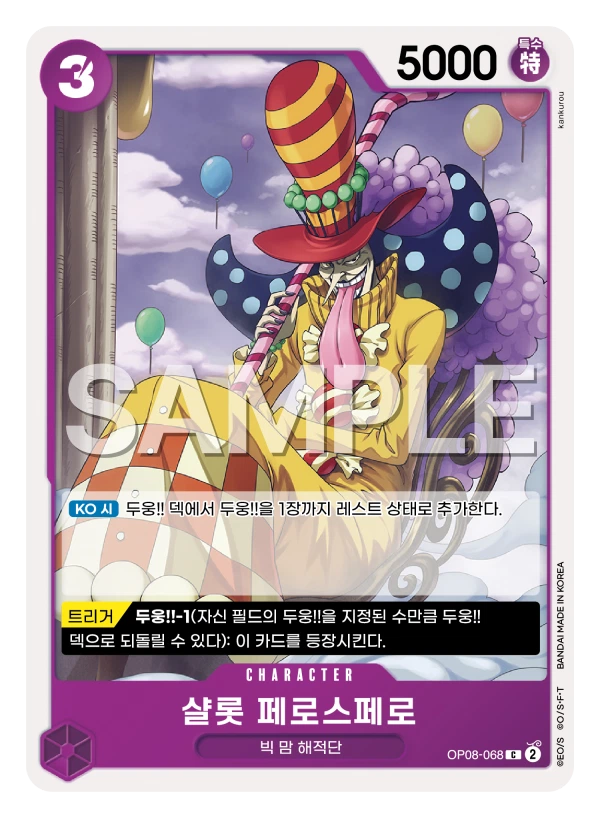 3
5000
특수
特
kankurou
SAMPLE
KO 시 두웅!! 덱에서 두웅!!을 1장까지 레스트 상태로 추가한다.
트리거 두웅!!-1(자신 필드의 두웅!!을 지정된 수만큼 두웅!!
덱으로 되돌릴 수 있다): 이 카드를 등장시킨다.
CHARACTER
샬롯 페로스페로
빅 맘 해적단
OP08-068 C 2
©EO/S ©O/S·F·T BANDAI MADE IN KOREA